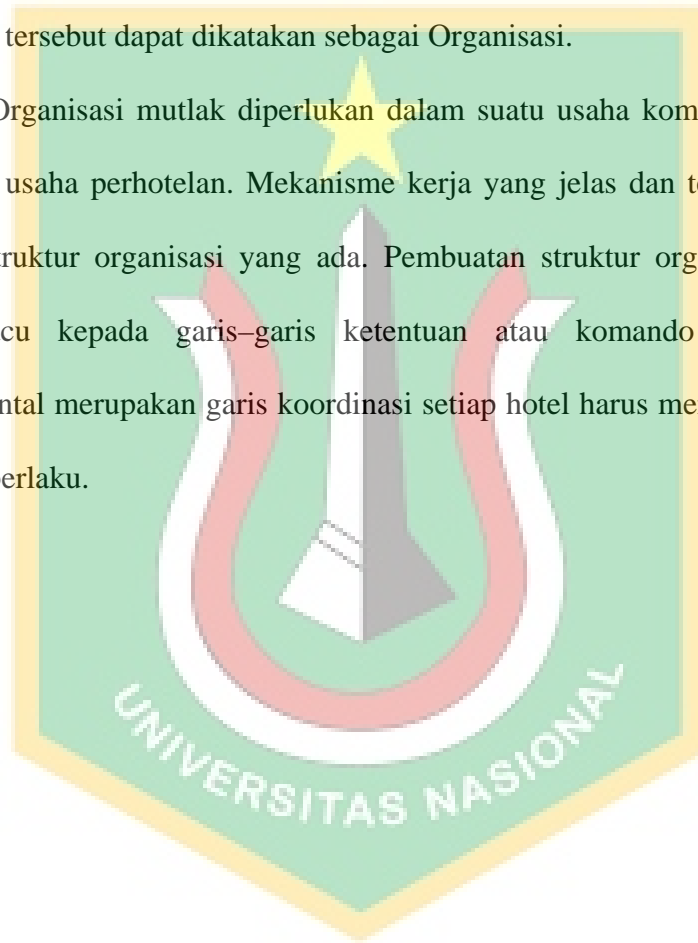 tersebut dapat dikatakan sebagai Organisasi.
Organisasi mutlak diperlukan dalam suatu usaha kom
usaha perhotelan. Mekanisme kerja yang jelas dan te
truktur organisasi yang ada. Pembuatan struktur org
cu kepada garis–garis ketentuan atau komando
ntal merupakan garis koordinasi setiap hotel harus me
erlaku.
UNIVERSITAS NASIONAL